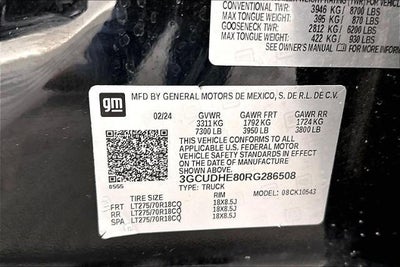 CONVENTIONAL TWR: 3946 KG / 8700 LBS
MAX TONGUE WT: 395 KG / 870 LBS
GOOSENECK TWR: 2812 KG / 6200 LBS
MAX TONGUE WT: 422 KG / 930 LBS
SEE OWNER'S MANUAL FOR
gm
MFD BY GENERAL MOTORS DE MEXICO, S. DE R.L. DE C.V.
02/24 GVWR GAWR FRT GAWR RR
3311 KG 1792 KG 1724 KG
7300 LB 3950 LB 3800 LB
THIS VEHICLE CONFORMS TO ALL
APPLICABLE U.S. FEDERAL MOTOR
VEHICLE SAFETY STANDARDS IN EFFECT
ON THE DATE OF MANUFACTURE SHOWN
ABOVE.
3GCUDHE80RG286508
TYPE: TRUCK
TIRE SIZE RIM MODEL: 08CK10543
FRT LT275/70R18CQ 18X8.5J
RR LT275/70R18CQ 18X8.5J
SPA LT275/70R18CQ 18X8.5J